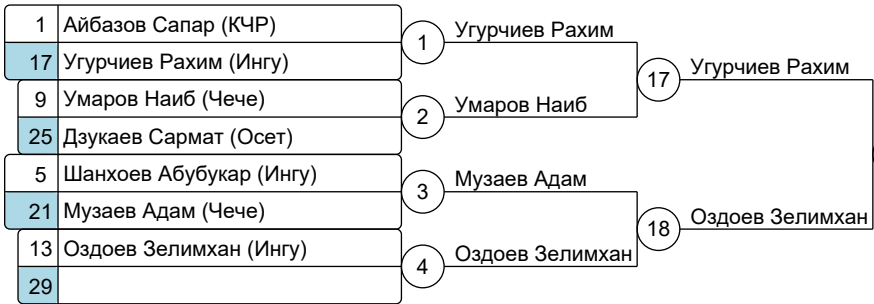 1 Айбазов Сапар (КЧР)
17 Угурчиев Рахим (Ингу)
1
Угурчиев Рахим
9 Умаров Наиб (Чече)
25 Дзукаев Сармат (Осет)
2
Умаров Наиб
17
Угурчиев Рахим
5 Шанхоев Абубукар (Ингу)
21 Музаев Адам (Чече)
3
Музаев Адам
13 Оздоев Зелимхан (Ингу)
29
4
Оздоев Зелимхан
18
Оздоев Зелимхан